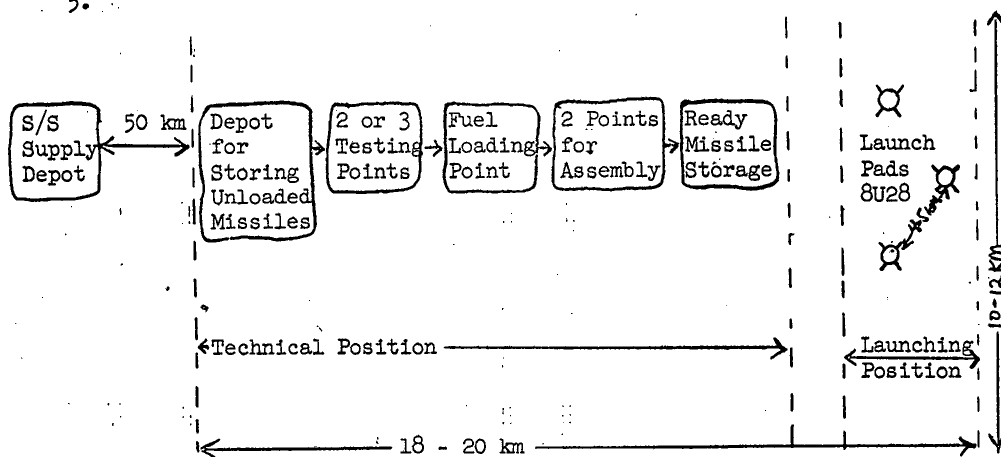 3.
S/S
Supply
Depot
50 km
Depot
for
Storing
Unloaded
Missiles
2 or 3
Testing
Points
Fuel
Loading
Point
2 Points
for
Assembly
Ready
Missile
Storage
Launch
Pads
8U28
10-12 KM
Technical Position
Launching
Position
18 - 20 km